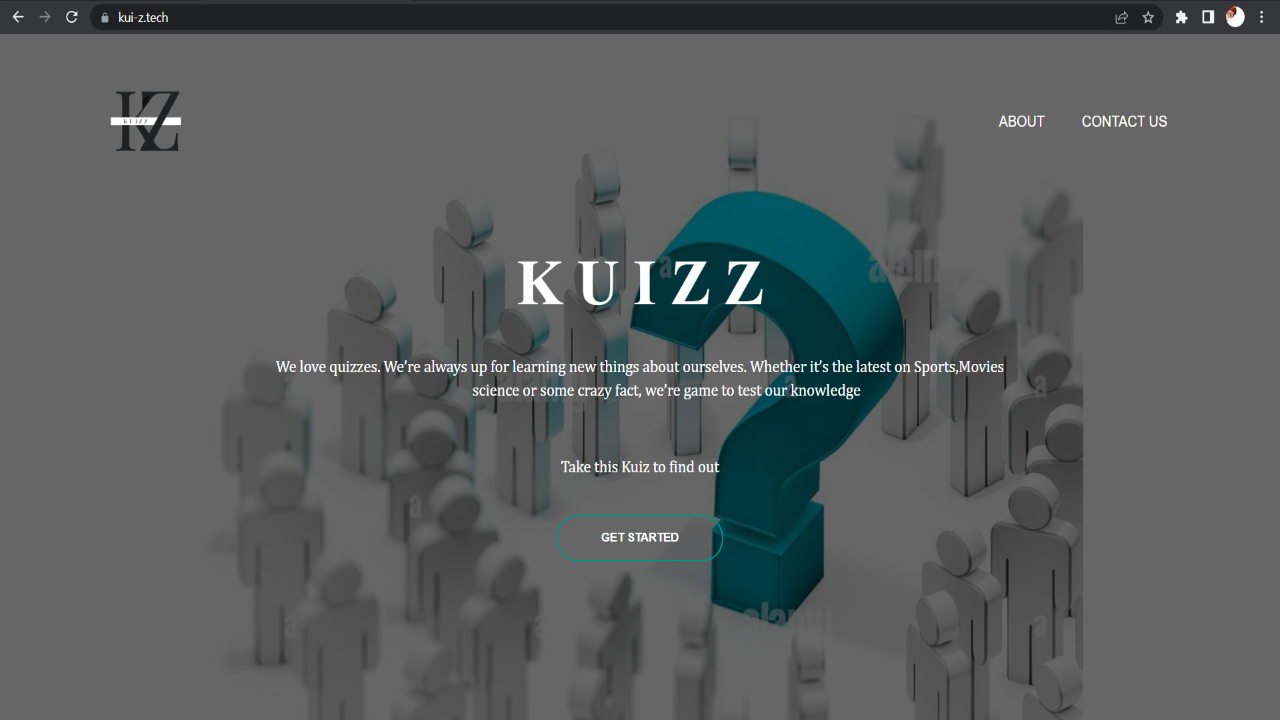 kui-z.tech
KZ
KUIZZ
ABOUT
CONTACT US
KUIZZ
We love quizzes. We’re always up for learning new things about ourselves. Whether it’s the latest on Sports,Movies
science or some crazy fact, we’re game to test our knowledge
Take this Kuiz to find out
GET STARTED
alamy
a
a
a